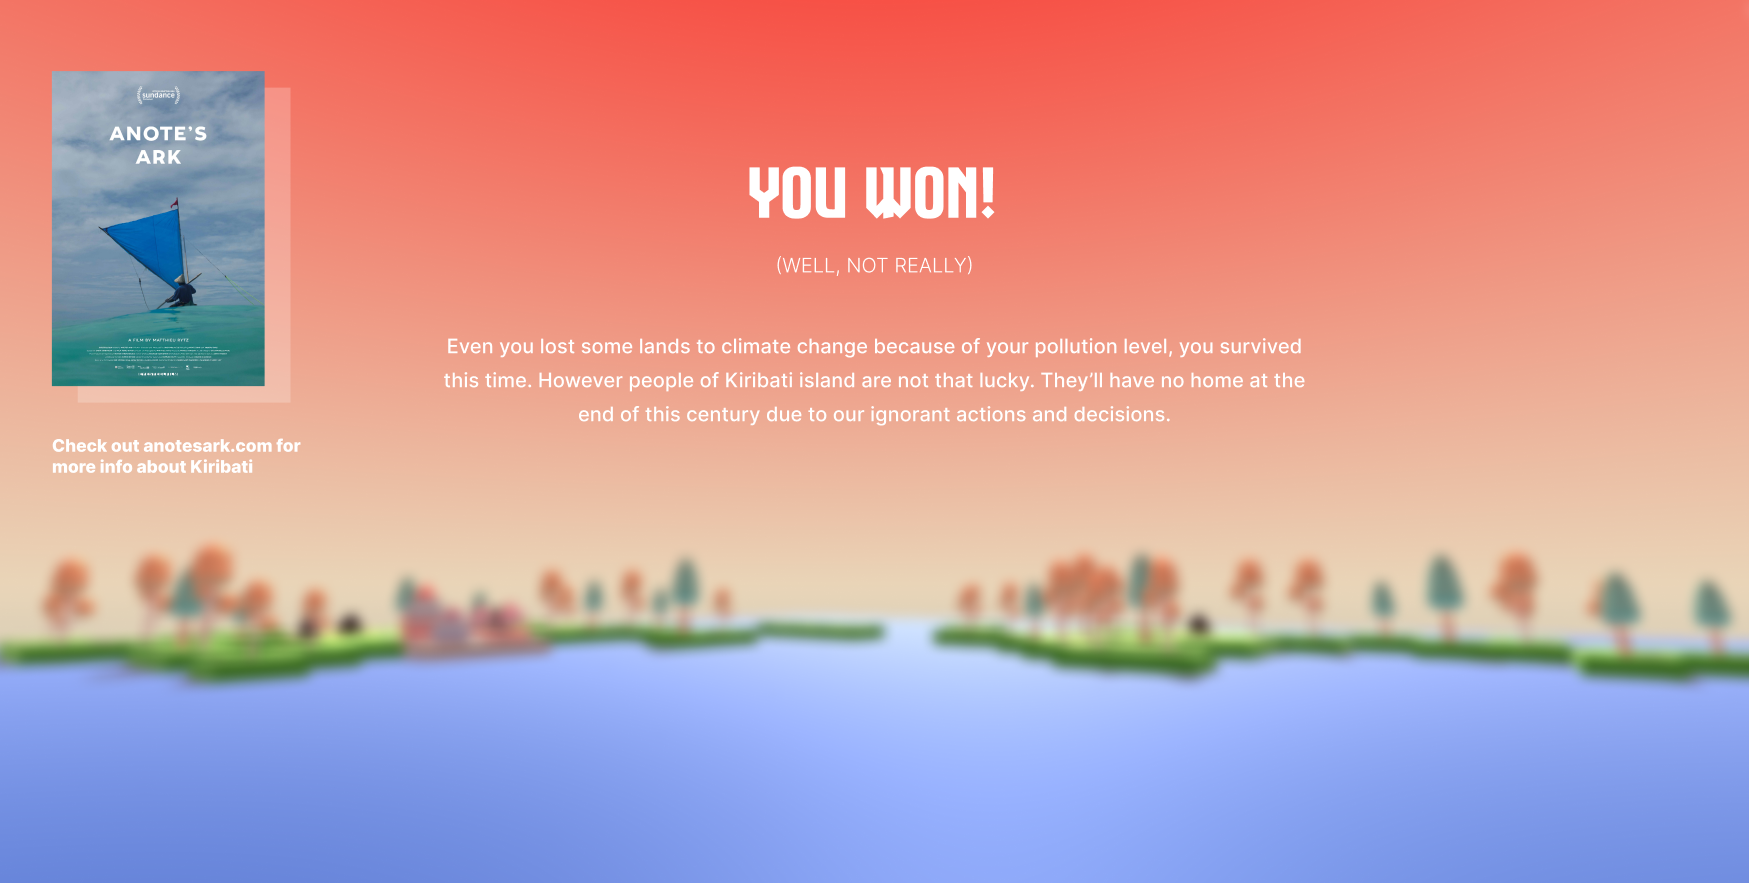 sundance
ANOTE'S
ARK
A FILM BY MATTHIEU RYTZ
Check out anotesark.com for
more info about Kiribati
YOU WON!
(WELL, NOT REALLY)
Even you lost some lands to climate change because of your pollution level, you survived
this time. However people of Kiribati island are not that lucky. They’ll have no home at the
end of this century due to our ignorant actions and decisions.